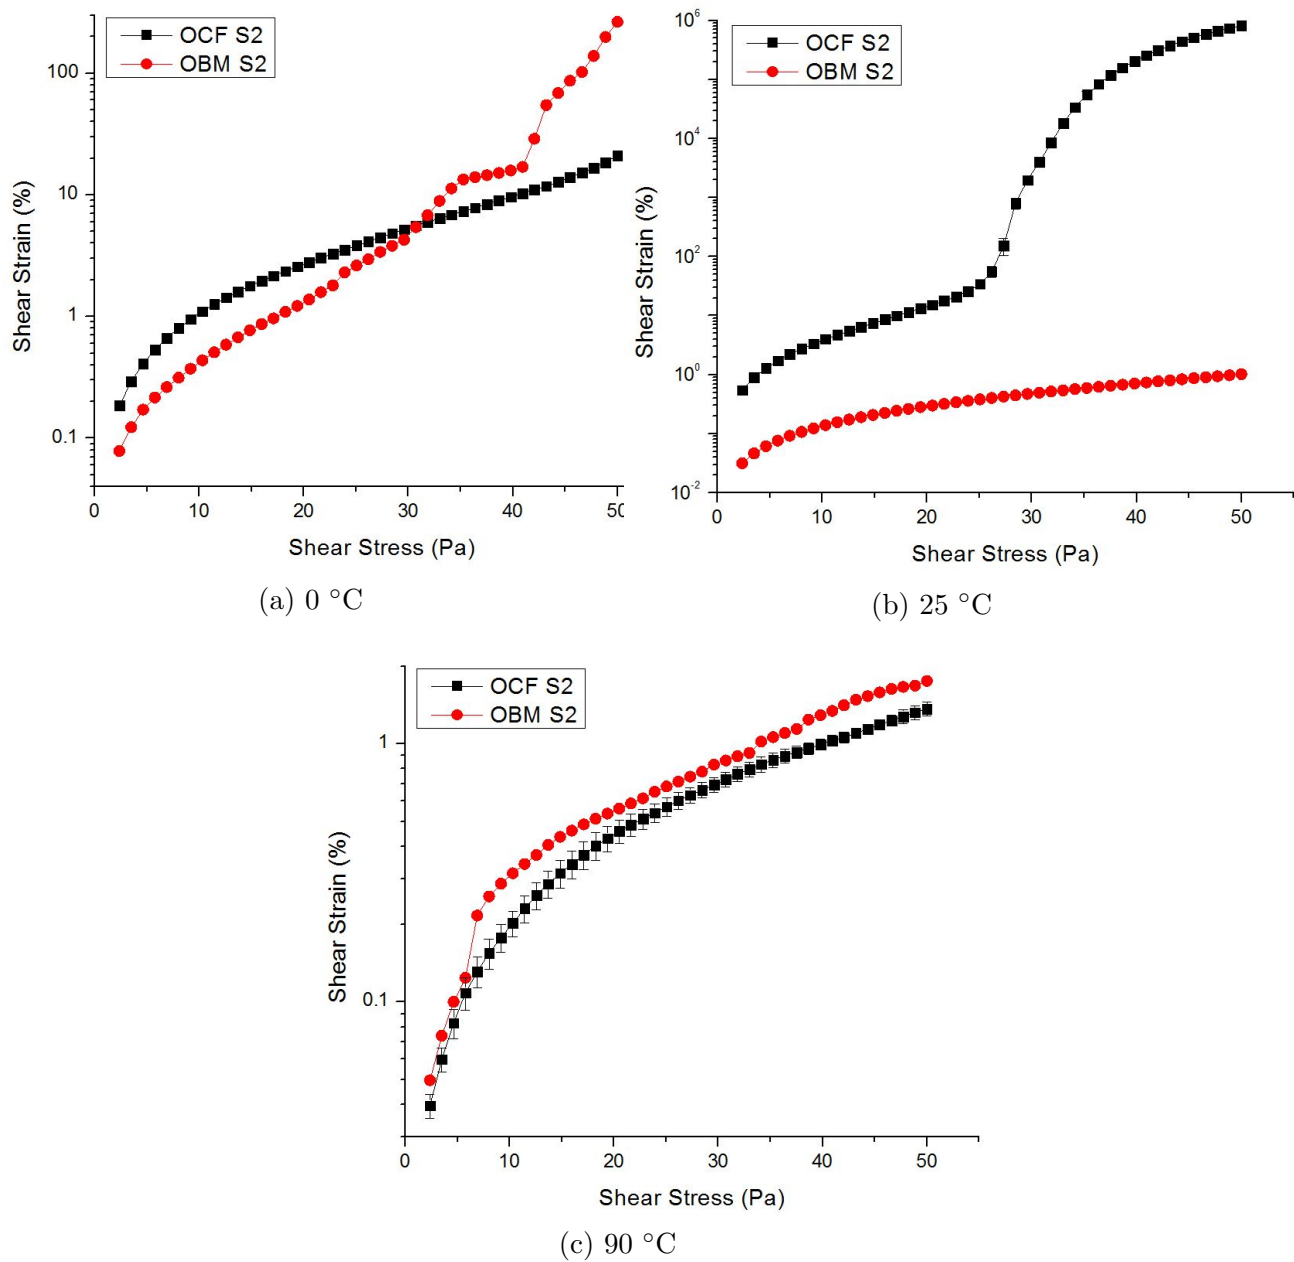 OCF S2
OBM S2
100
10
1
0.1
0 10 20 30 40 50
Shear Strain (%)
Shear Stress (Pa)
(a) 0 °C
OCF S2
OBM S2
10^6
10^4
10^2
10^0
10^-2
0 10 20 30 40 50
Shear Strain (%)
Shear Stress (Pa)
(b) 25 °C
OCF S2
OBM S2
1
0.1
0 10 20 30 40 50
Shear Strain (%)
Shear Stress (Pa)
(c) 90 °C